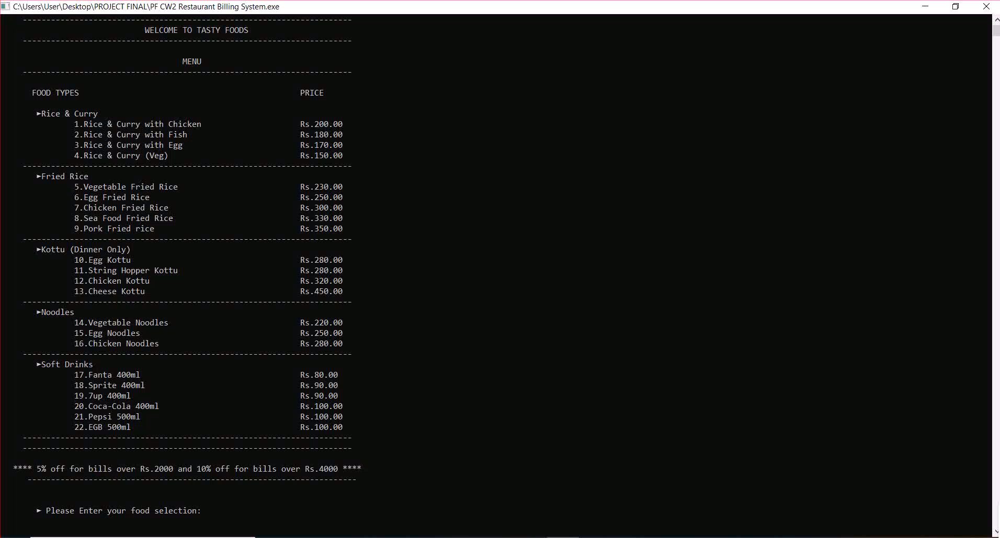 C:\Users\User\Desktop\PROJECT FINAL\PF CW2 Restaurant Billing System.exe
----------------------------------------------------------------------
WELCOME TO TASTY FOODS
----------------------------------------------------------------------
MENU
----------------------------------------------------------------------
FOOD TYPES PRICE
►Rice & Curry
1.Rice & Curry with Chicken Rs.200.00
2.Rice & Curry with Fish Rs.180.00
3.Rice & Curry with Egg Rs.170.00
4.Rice & Curry (Veg) Rs.150.00
----------------------------------------------------------------------
►Fried Rice
5.Vegetable Fried Rice Rs.230.00
6.Egg Fried Rice Rs.250.00
7.Chicken Fried Rice Rs.300.00
8.Sea Food Fried Rice Rs.330.00
9.Pork Fried rice Rs.350.00
----------------------------------------------------------------------
►Kottu (Dinner Only)
10.Egg Kottu Rs.280.00
11.String Hopper Kottu Rs.280.00
12.Chicken Kottu Rs.320.00
13.Cheese Kottu Rs.450.00
----------------------------------------------------------------------
►Noodles
14.Vegetable Noodles Rs.220.00
15.Egg Noodles Rs.250.00
16.Chicken Noodles Rs.280.00
----------------------------------------------------------------------
►Soft Drinks
17.Fanta 400ml Rs.80.00
18.Sprite 400ml Rs.90.00
19.7up 400ml Rs.90.00
20.Coca-Cola 400ml Rs.100.00
21.Pepsi 500ml Rs.100.00
22.EGB 500ml Rs.100.00
----------------------------------------------------------------------
----------------------------------------------------------------------
**** 5% off for bills over Rs.2000 and 10% off for bills over Rs.4000 ****
----------------------------------------------------------------------
► Please Enter your food selection: